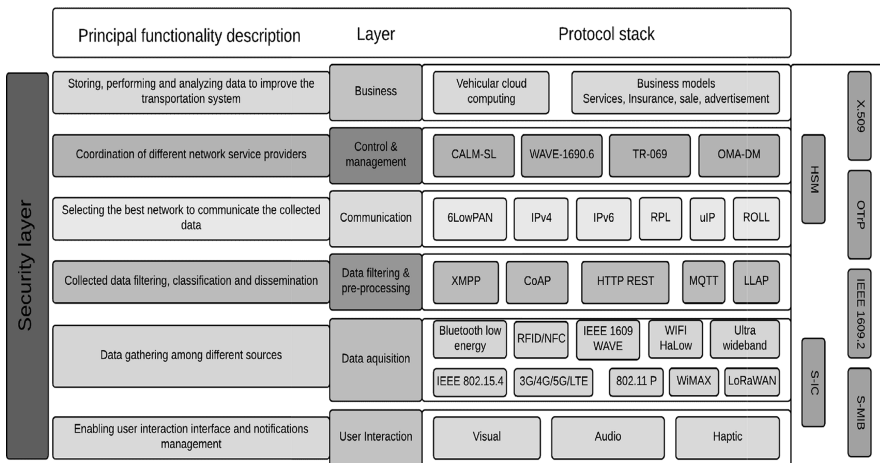 Principal functionality description
Layer
Protocol stack
Security layer
Storing, performing and analyzing data to improve the
transportation system
Business
Vehicular cloud
computing
Business models
Services, Insurance, sale, advertisement
Coordination of different network service providers
Control &
management
CALM-SL
WAVE-1690.6
TR-069
OMA-DM
Selecting the best network to communicate the collected
data
Communication
6LowPAN
IPv4
IPv6
RPL
uIP
ROLL
Collected data filtering, classification and dissemination
Data filtering &
pre-processing
XMPP
CoAP
HTTP REST
MQTT
LLAP
Data gathering among different sources
Data aquisition
Bluetooth low
energy
RFID/NFC
IEEE 1609
WAVE
WIFI
HaLow
Ultra
wideband
IEEE 802.15.4
3G/4G/5G/LTE
802.11 P
WiMAX
LoRaWAN
Enabling user interaction interface and notifications
management
User Interaction
Visual
Audio
Haptic
HSM
S-IC
X.509
OTrP
IEEE 1609.2
S-MIB